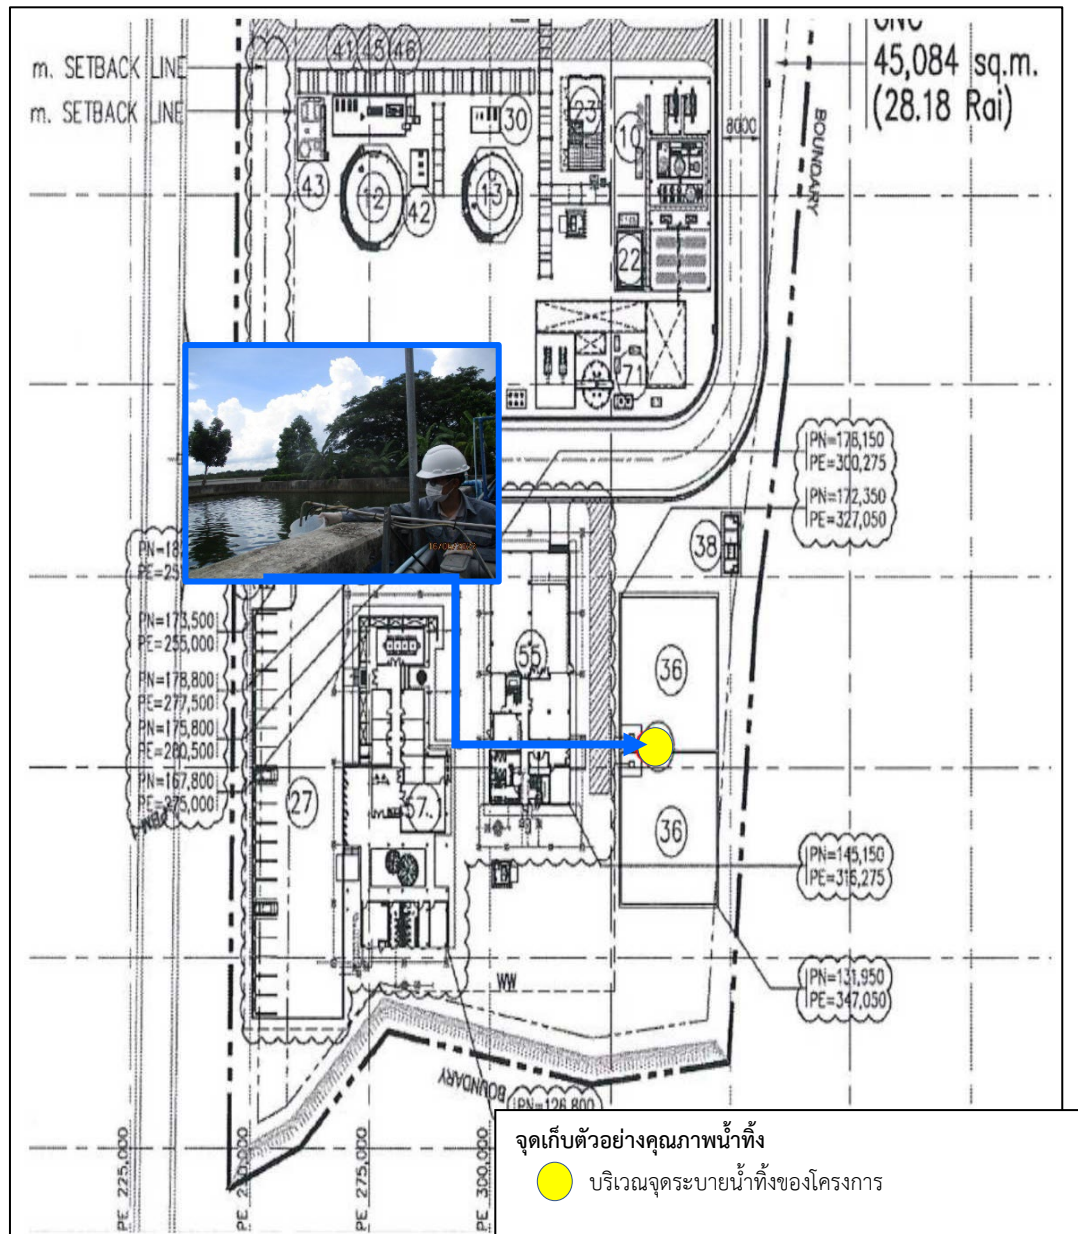 m. SETBACK LINE
m. SETBACK LINE
41 45 46
45,084 sq.m.
(28.18 Rai)
BOUNDARY
8000
43
12
42
13
30
23
10
22
71
PN=178,150
PE=300,275
PN=172,350
PE=327,050
38
PN=173,500
PE=255,000
PN=178,800
PE=277,500
PN=175,800
PE=280,500
PN=167,800
PE=275,000
27
57
55
36
36
PN=145,150
PE=316,275
PN=131,950
PE=347,050
WW
BOUNDARY
PN=126,800
PE 225,000
PE 275,000
PE 300,000
จุดเก็บตัวอย่างคุณภาพน้ำทิ้ง
บริเวณจุดระบายน้ำทิ้งของโครงการ